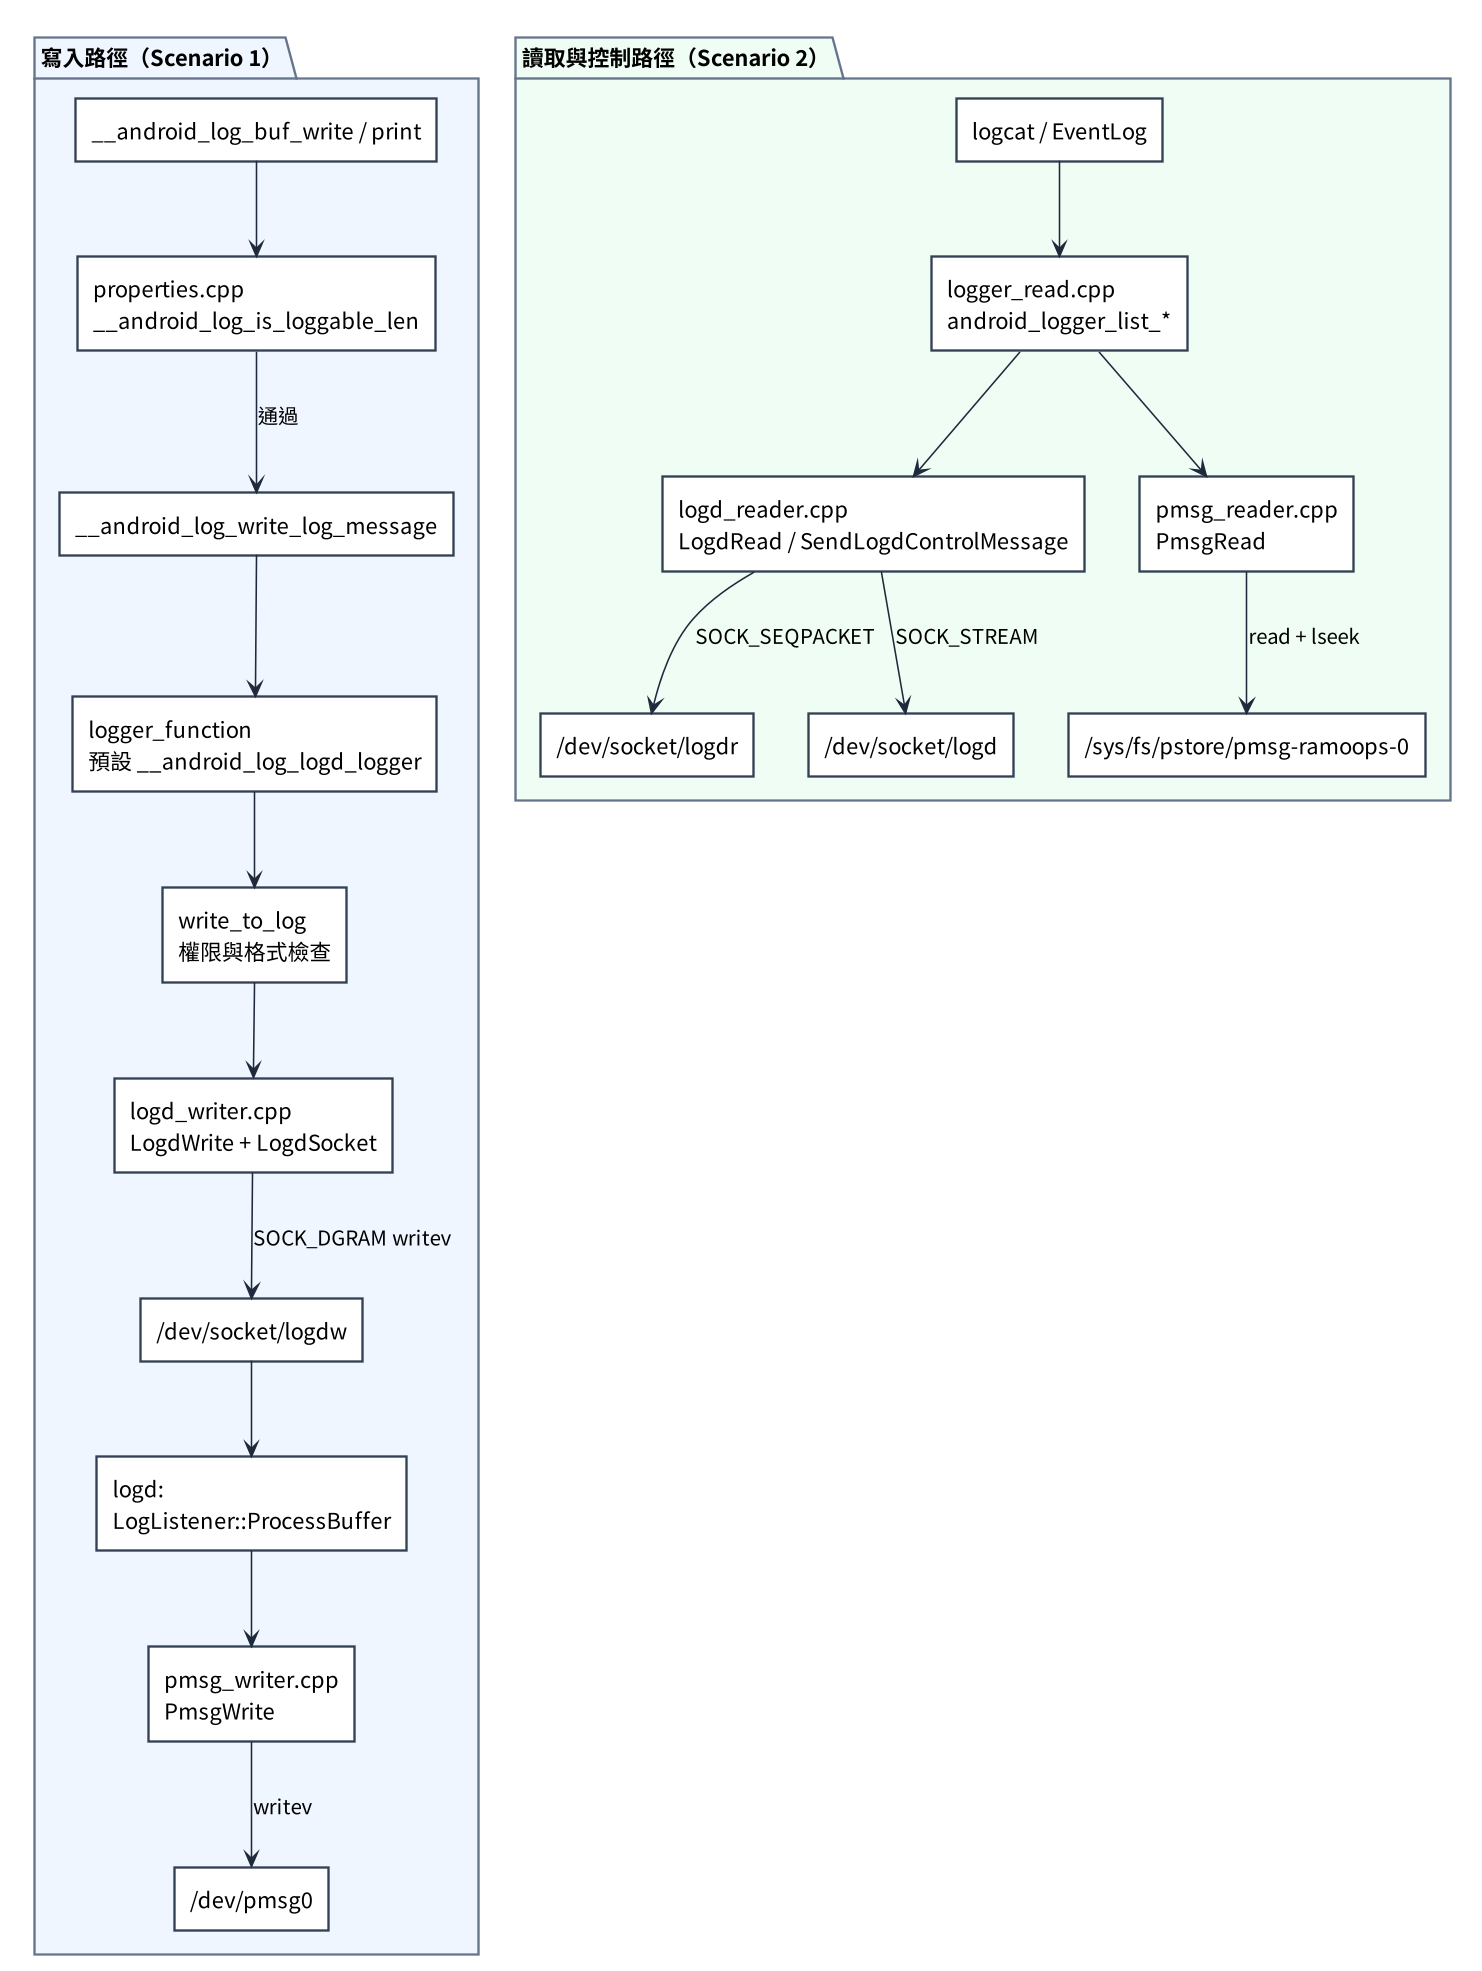 寫入路徑（Scenario 1）
__android_log_buf_write / print
properties.cpp
__android_log_is_loggable_len
通過
__android_log_write_log_message
logger_function
預設 __android_log_logd_logger
write_to_log
權限與格式檢查
logd_writer.cpp
LogdWrite + LogdSocket
SOCK_DGRAM writev
/dev/socket/logdw
logd:
LogListener::ProcessBuffer
pmsg_writer.cpp
PmsgWrite
writev
/dev/pmsg0
讀取與控制路徑（Scenario 2）
logcat / EventLog
logger_read.cpp
android_logger_list_*
logd_reader.cpp
LogdRead / SendLogdControlMessage
pmsg_reader.cpp
PmsgRead
SOCK_SEQPACKET
SOCK_STREAM
read + lseek
/dev/socket/logdr
/dev/socket/logd
/sys/fs/pstore/pmsg-ramoops-0